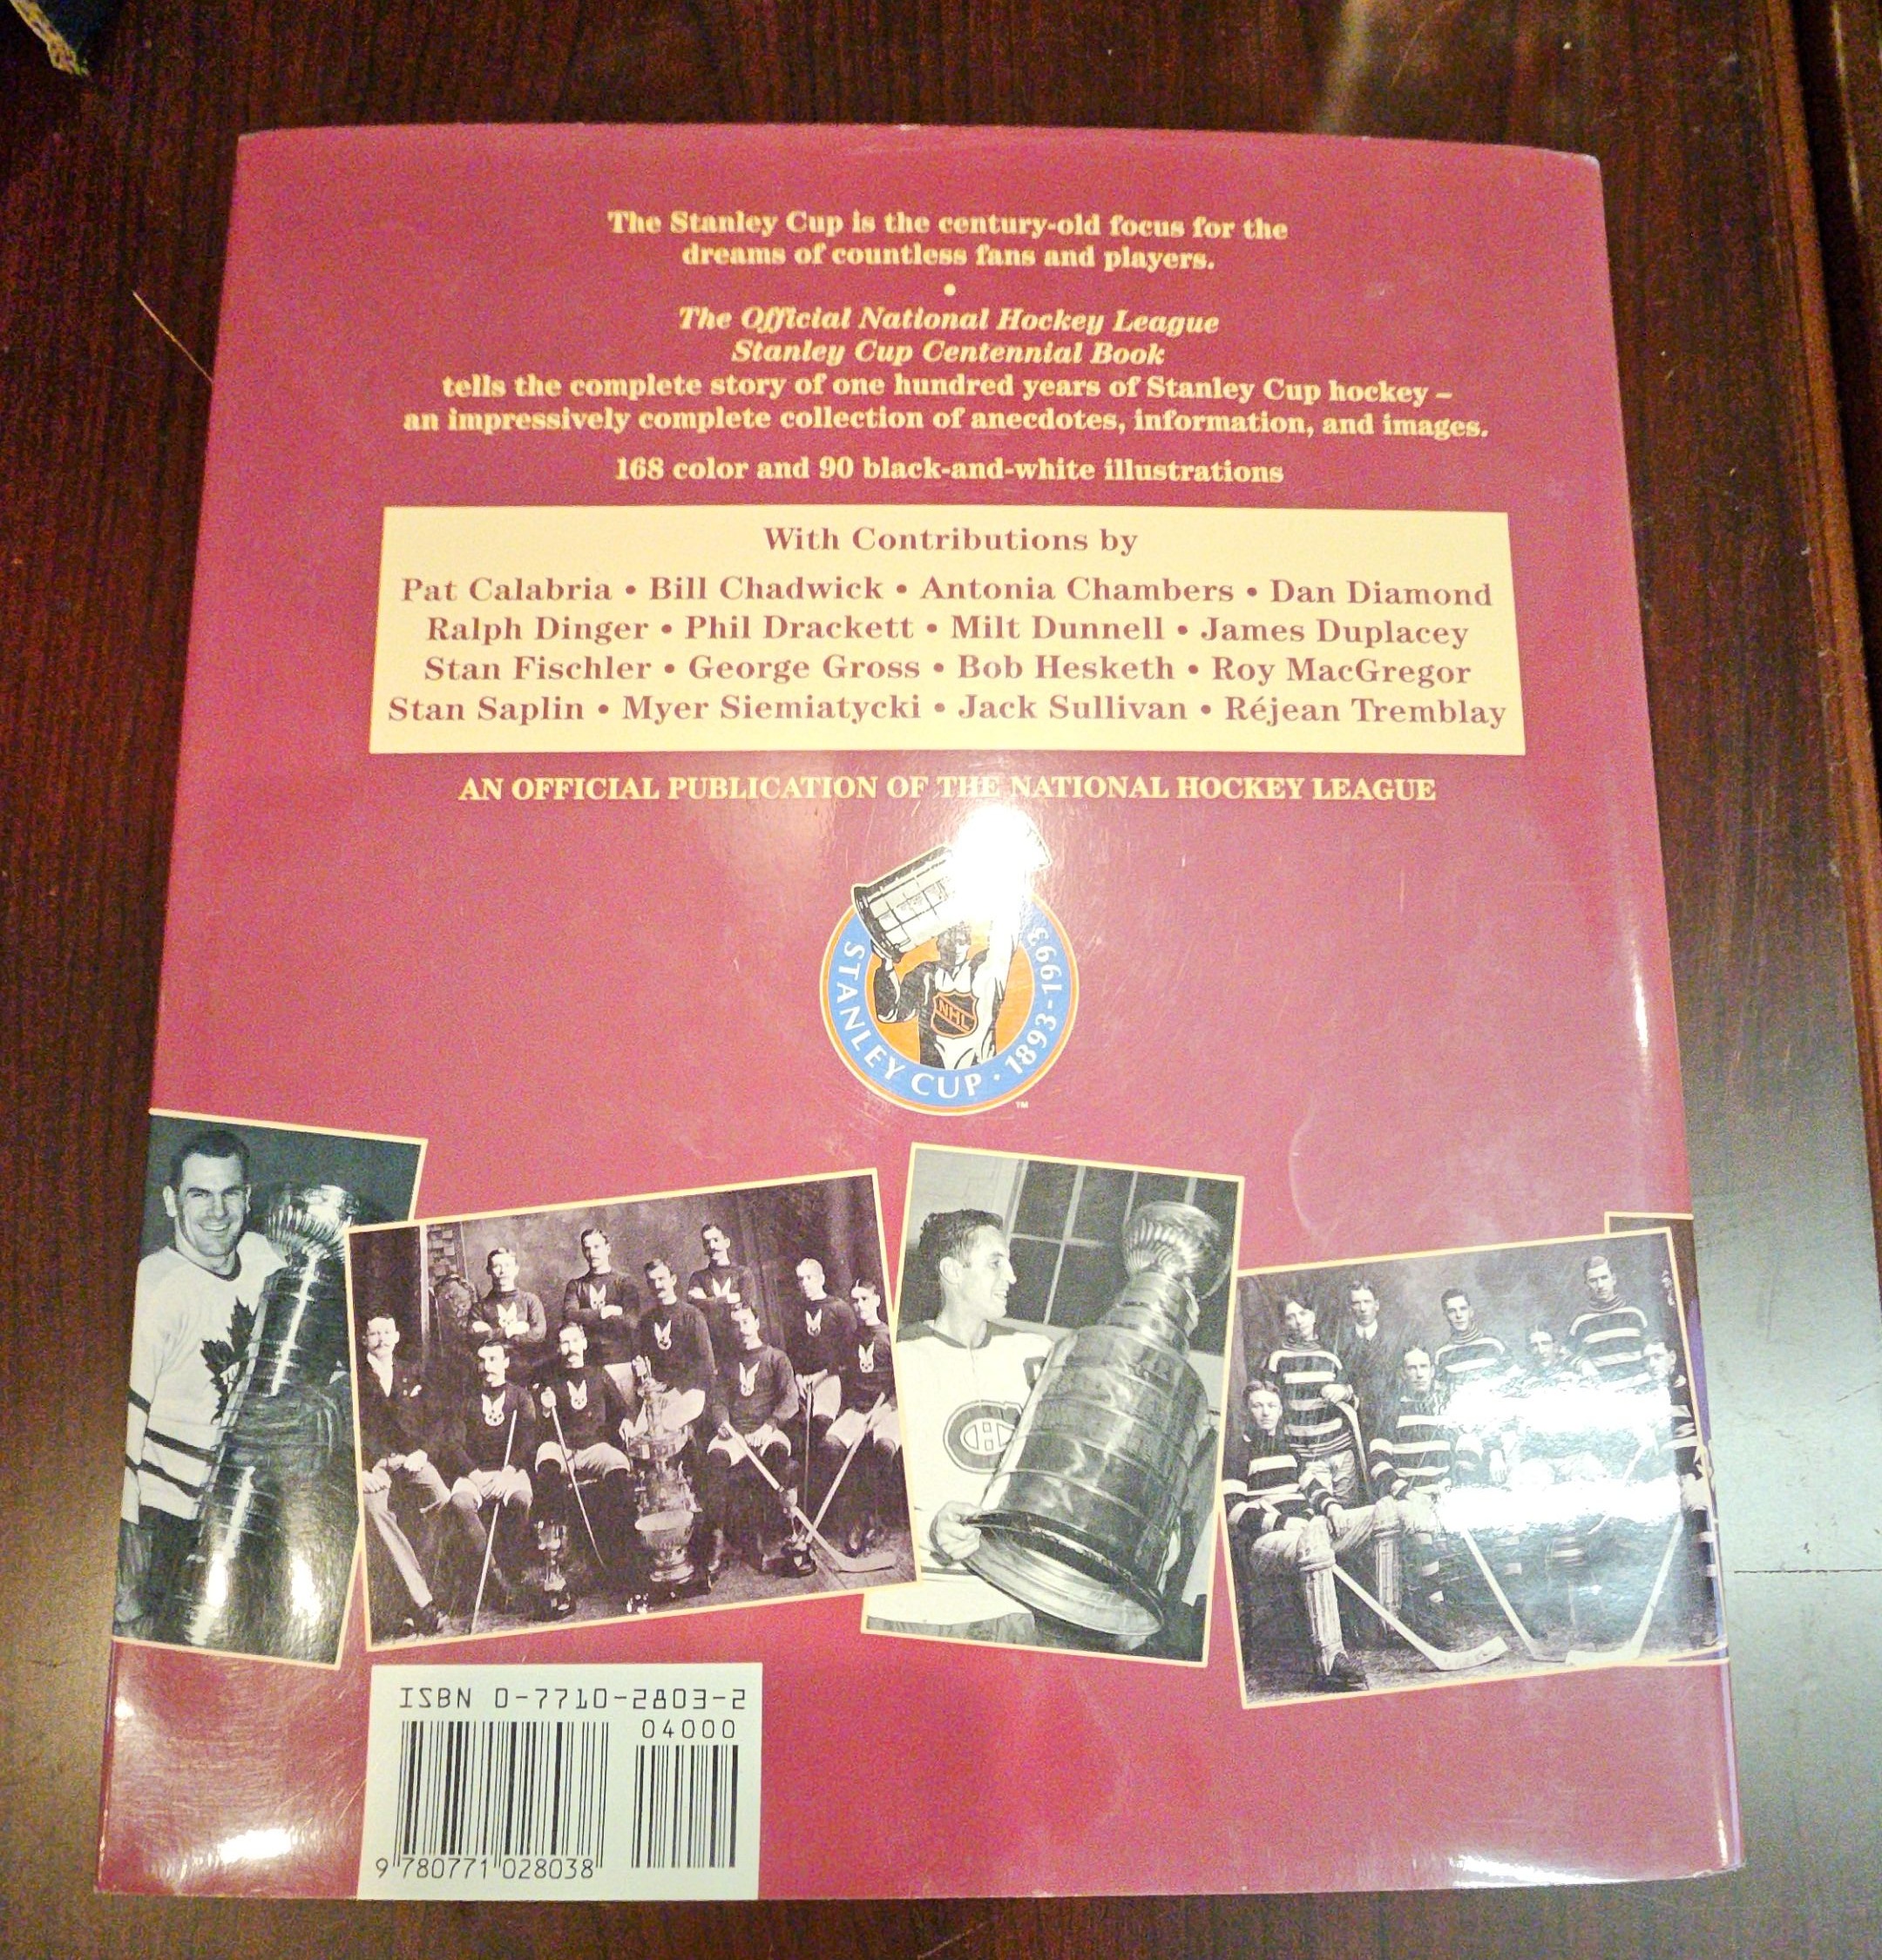 The Stanley Cup is the century-old focus for the
dreams of countless fans and players.
•
The Official National Hockey League
Stanley Cup Centennial Book
tells the complete story of one hundred years of Stanley Cup hockey –
an impressively complete collection of anecdotes, information, and images.
168 color and 90 black-and-white illustrations
With Contributions by
Pat Calabria • Bill Chadwick • Antonia Chambers • Dan Diamond
Ralph Dinger • Phil Drackett • Milt Dunnell • James Duplacey
Stan Fischler • George Gross • Bob Hesketh • Roy MacGregor
Stan Saplin • Myer Siemiatycki • Jack Sullivan • Réjean Tremblay
AN OFFICIAL PUBLICATION OF THE NATIONAL HOCKEY LEAGUE
NHL
STANLEY CUP · 1893-1993
™
CH
ISBN 0-7710-2803-2
04000
9 780771 028038